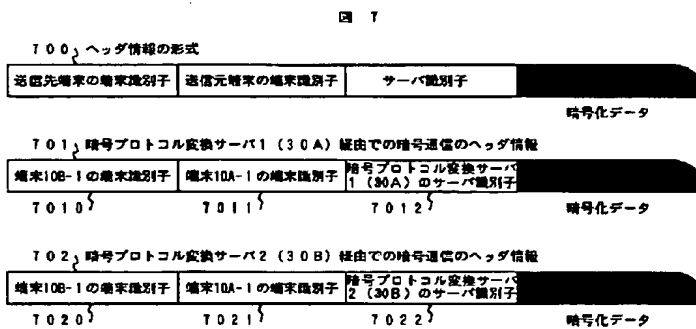 図 7
700 ヘッダ情報の形式
送信先端末の端末識別子 送信元端末の端末識別子 サーバ識別子
暗号化データ
701 暗号プロトコル変換サーバ1（30A）経由での暗号通信のヘッダ情報
端末10B-1の端末識別子 端末10A-1の端末識別子 暗号プロトコル変換サーバ
1（30A）のサーバ識別子
7010 7011 7012 暗号化データ
702 暗号プロトコル変換サーバ2（30B）経由での暗号通信のヘッダ情報
端末10B-1の端末識別子 端末10A-1の端末識別子 暗号プロトコル変換サーバ
2（30B）のサーバ識別子
7020 7021 7022 暗号化データ